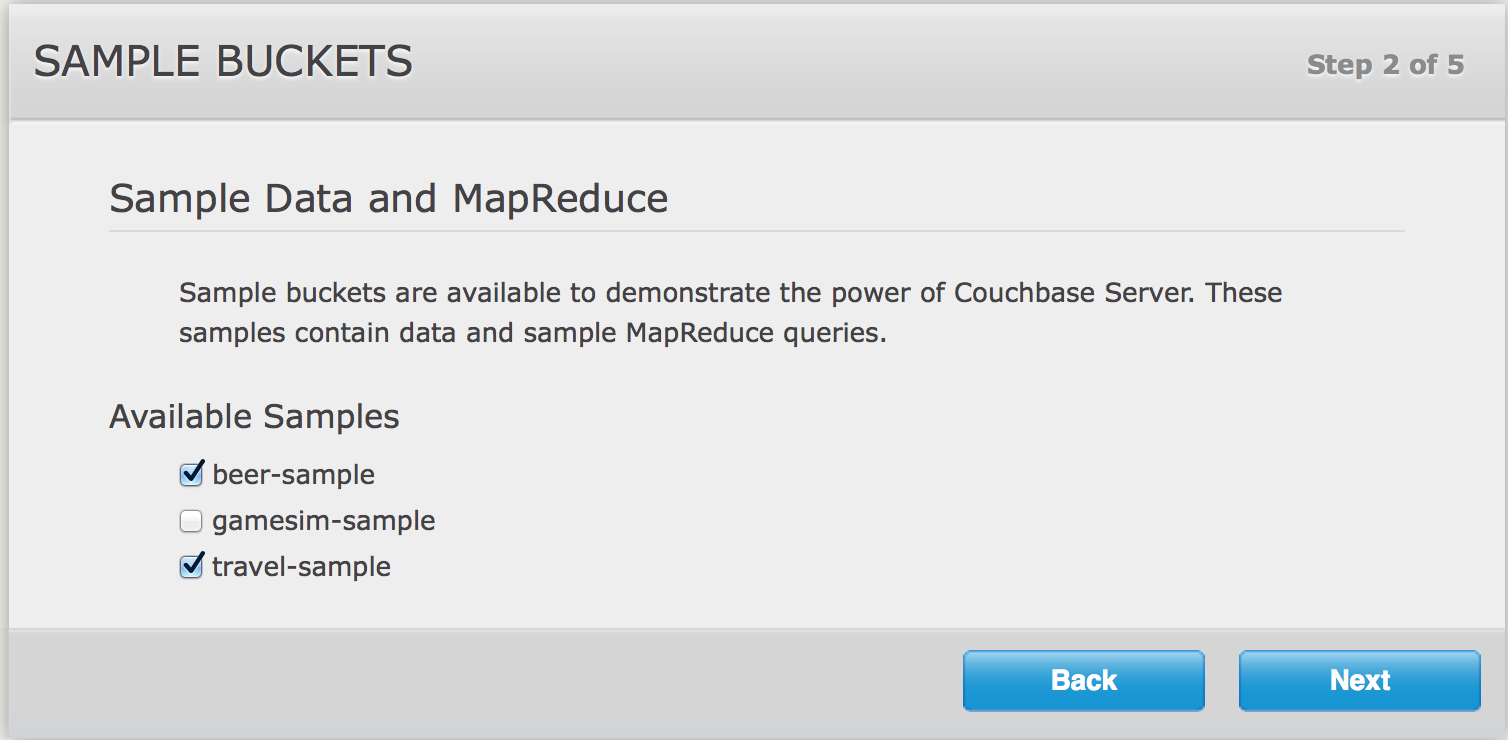 SAMPLE BUCKETS
Step 2 of 5
Sample Data and MapReduce
Sample buckets are available to demonstrate the power of Couchbase Server. These
samples contain data and sample MapReduce queries.
Available Samples
beer-sample
gamesim-sample
travel-sample
Back
Next